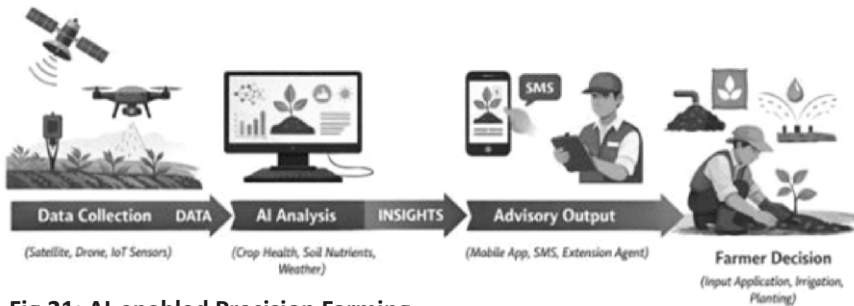 SMS
Data Collection DATA AI Analysis INSIGHTS Advisory Output
(Satellite, Drone, IoT Sensors)
(Crop Health, Soil Nutrients,
Weather)
(Mobile App, SMS, Extension Agent)
Farmer Decision
(Input Application, Irrigation,
Planting)
Fig 21: AI-enabled Precision Farming